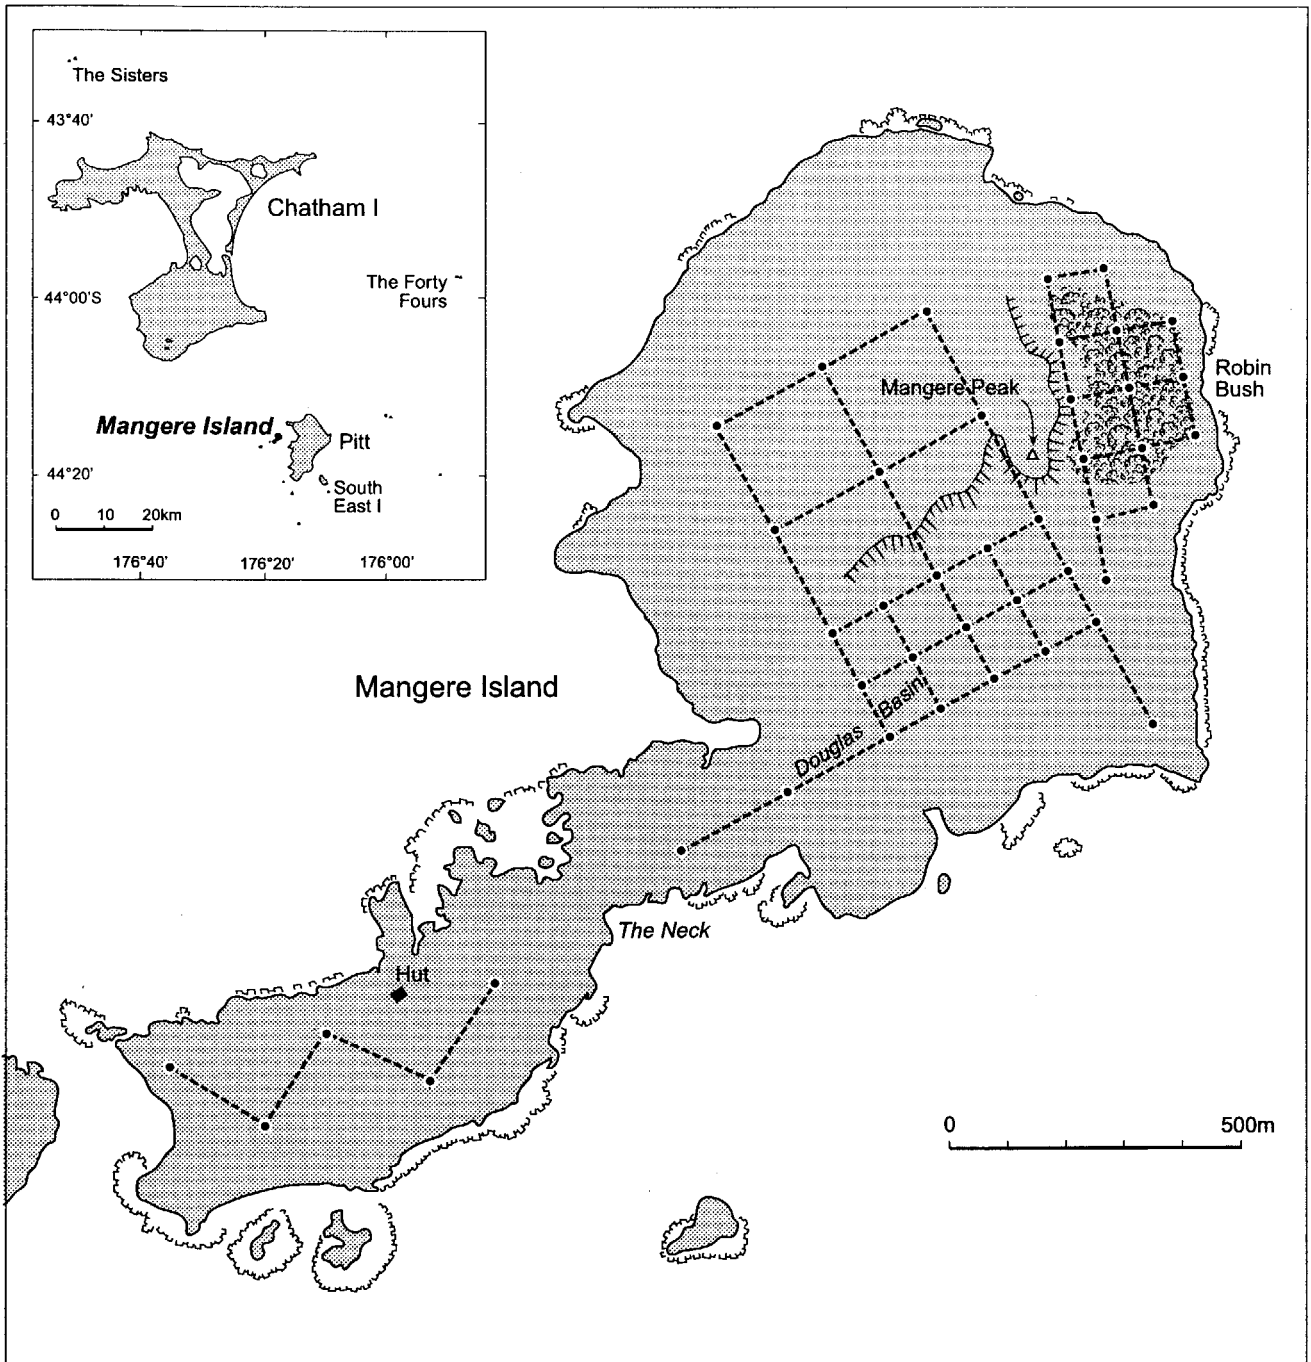 The Sisters
43°40'
Chatham I
The Forty
Fours
44°00'S
Mangere Island
Pitt
44°20'
South
East I
0 10 20km
176°40' 176°20' 176°00'
Robin
Bush
Mangere Peak
Mangere Island
Douglas Basin
The Neck
Hut
0 500m